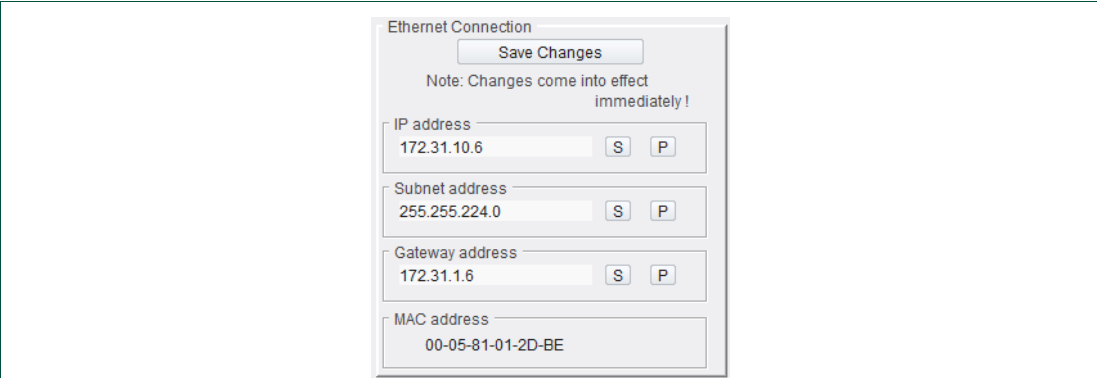 Ethernet Connection
Save Changes
Note: Changes come into effect
immediately !
IP address
172.31.10.6 S P
Subnet address
255.255.224.0 S P
Gateway address
172.31.1.6 S P
MAC address
00-05-81-01-2D-BE